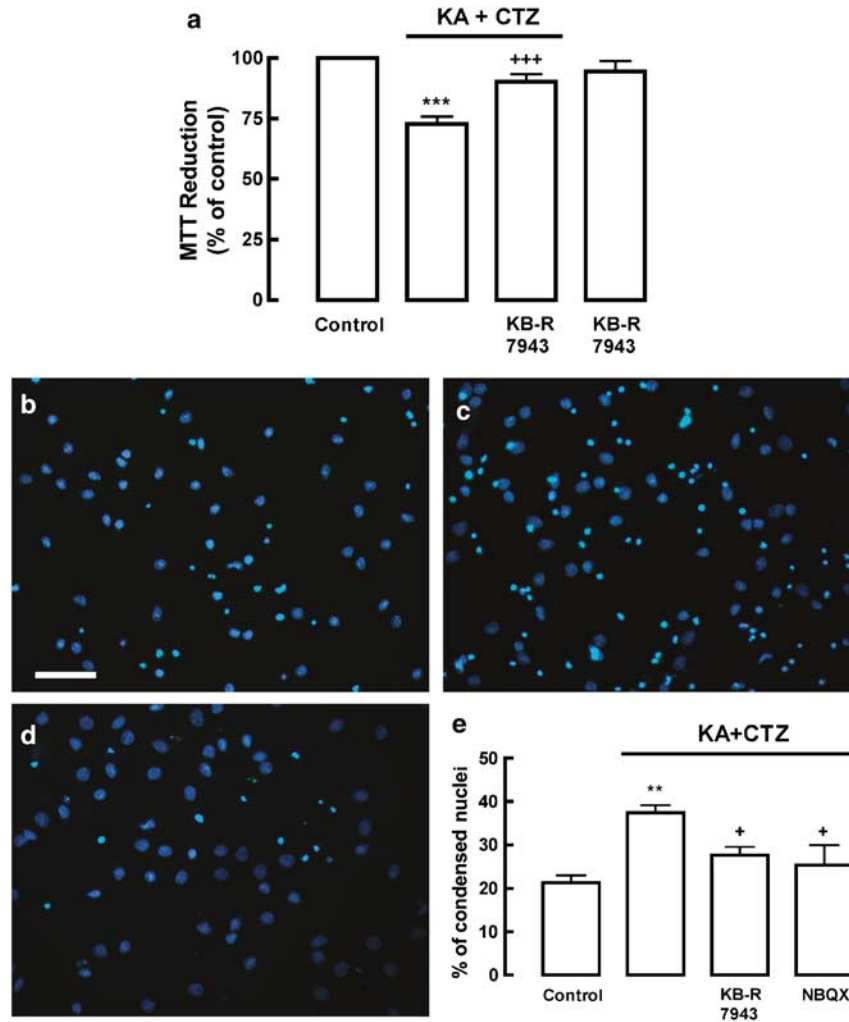 a
KA + CTZ
MTT Reduction
(% of control)
100
75
50
25
0
***
+++
Control
KB-R
7943
KB-R
7943
b
c
d
e
KA+CTZ
% of condensed nuclei
50
40
30
20
10
0
**
+
+
Control
KB-R
7943
NBQX